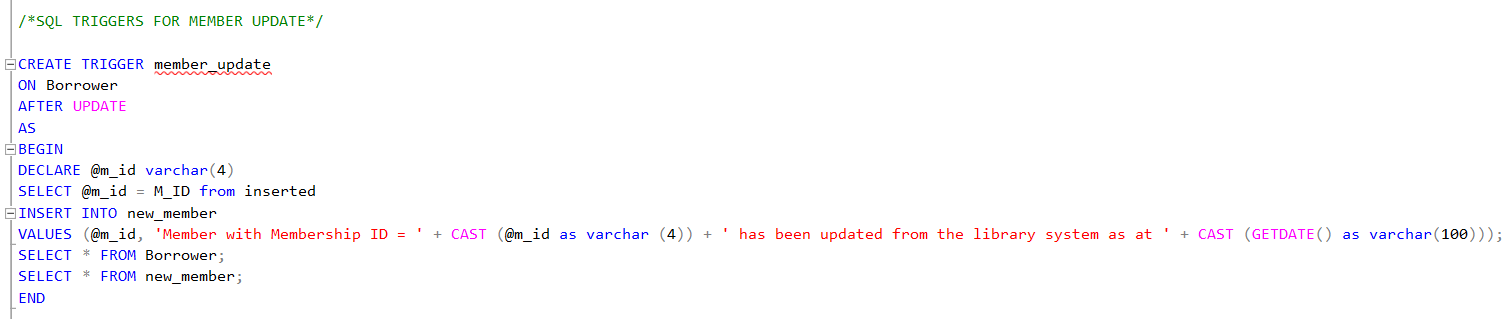 /*SQL TRIGGERS FOR MEMBER UPDATE*/
CREATE TRIGGER member_update
ON Borrower
AFTER UPDATE
AS
BEGIN
DECLARE @m_id varchar(4)
SELECT @m_id = M_ID from inserted
INSERT INTO new_member
VALUES (@m_id, 'Member with Membership ID = ' + CAST (@m_id as varchar (4)) + ' has been updated from the library system as at ' + CAST (GETDATE() as varchar(100)));
SELECT * FROM Borrower;
SELECT * FROM new_member;
END